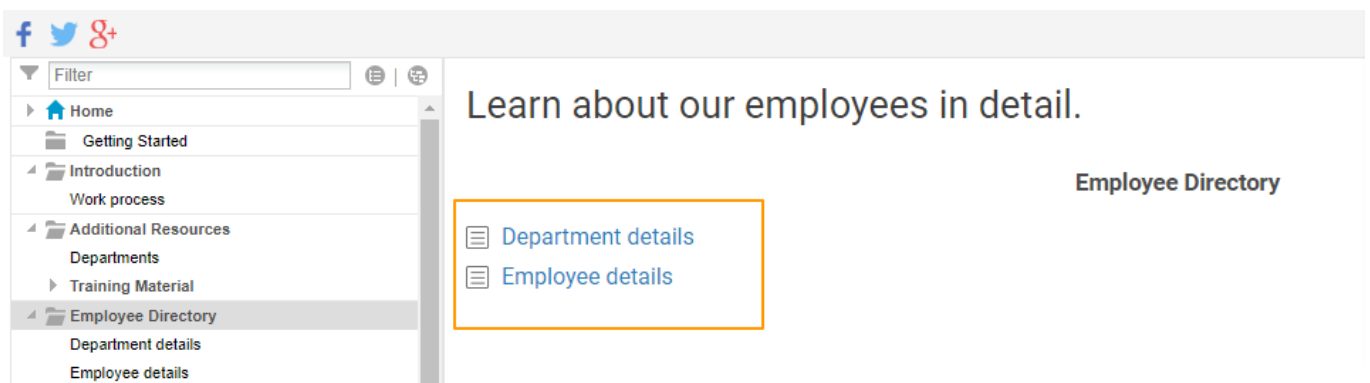 Filter
Home
Getting Started
Introduction
Work process
Additional Resources
Departments
Training Material
Employee Directory
Department details
Employee details
Learn about our employees in detail.
Employee Directory
Department details
Employee details